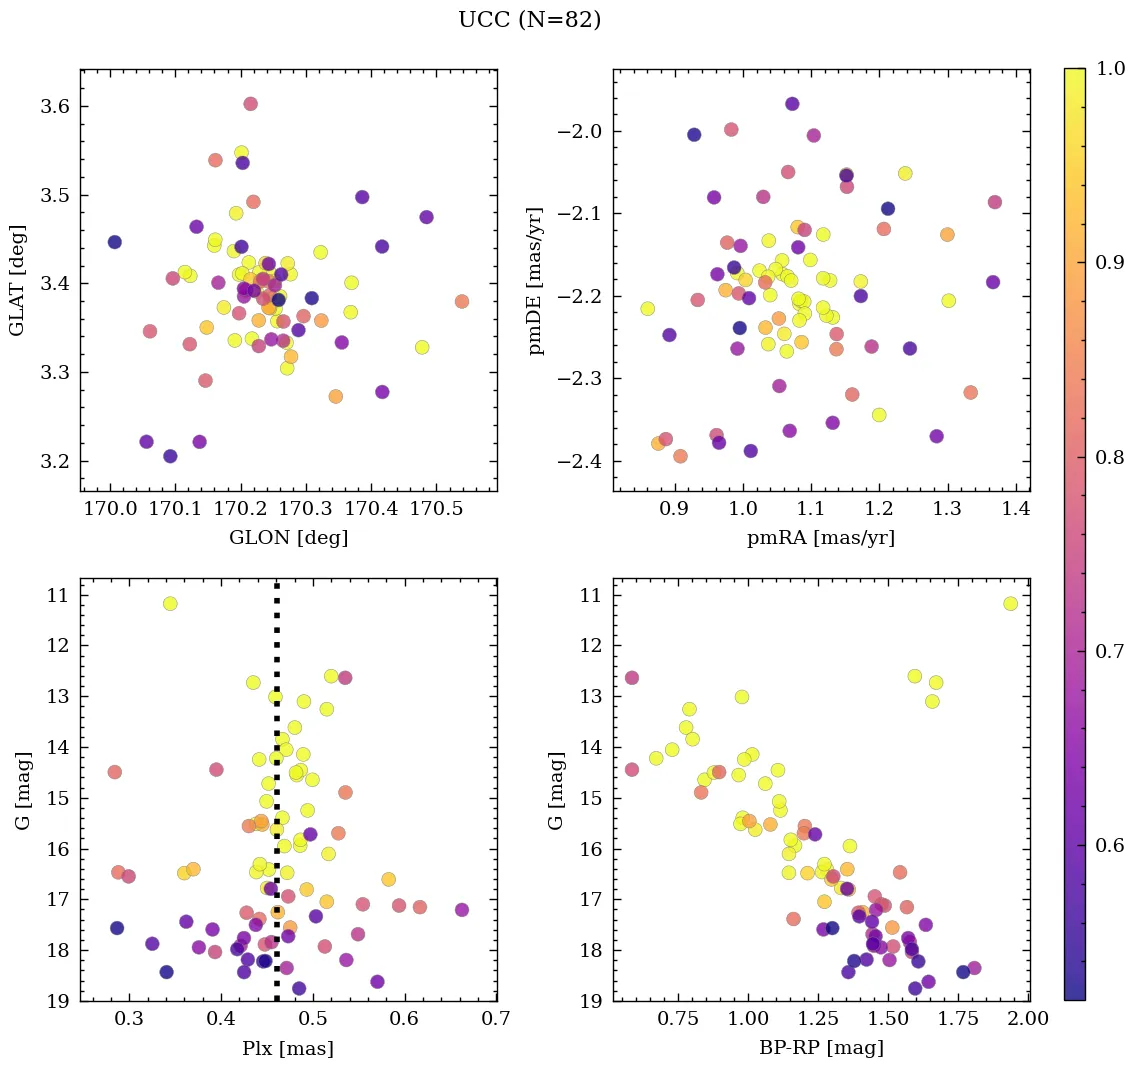 UCC (N=82)
3.6
3.5
3.4
3.3
3.2
GLAT [deg]
170.0 170.1 170.2 170.3 170.4 170.5
GLON [deg]
−2.0
−2.1
−2.2
−2.3
−2.4
pmDE [mas/yr]
0.9 1.0 1.1 1.2 1.3 1.4
pmRA [mas/yr]
1.0
0.9
0.8
0.7
0.6
11
12
13
14
15
16
17
18
19
G [mag]
0.3 0.4 0.5 0.6 0.7
Plx [mas]
11
12
13
14
15
16
17
18
19
G [mag]
0.75 1.00 1.25 1.50 1.75 2.00
BP-RP [mag]